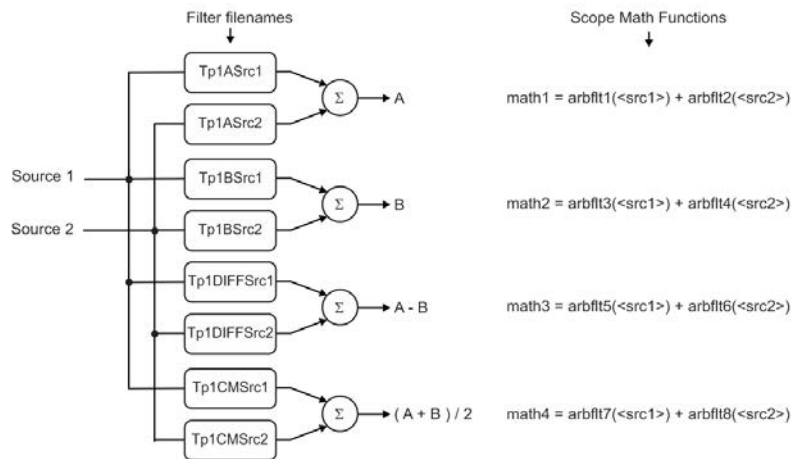 Filter filenames
Scope Math Functions
Tp1ASrc1
Σ
A
math1 = arbflt1(<src1>) + arbflt2(<src2>)
Tp1ASrc2
Source 1
Tp1BSrc1
Σ
B
math2 = arbflt3(<src1>) + arbflt4(<src2>)
Source 2
Tp1BSrc2
Tp1DIFFSrc1
Σ
A - B
math3 = arbflt5(<src1>) + arbflt6(<src2>)
Tp1DIFFSrc2
Tp1CMSrc1
Σ
( A + B ) / 2
math4 = arbflt7(<src1>) + arbflt8(<src2>)
Tp1CMSrc2